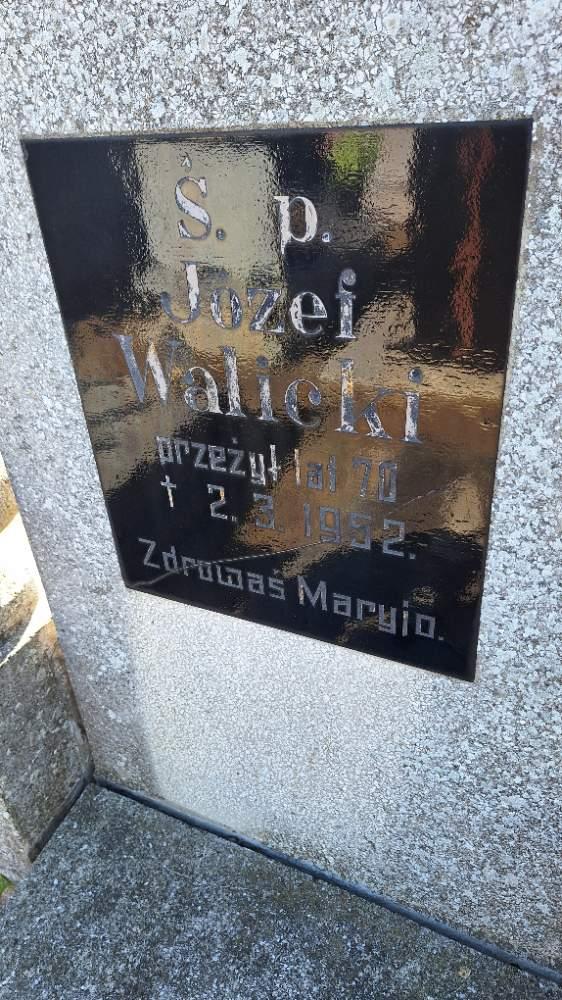 Ś. p.
Józef
Walicki
przeżył lat 70
† 2. 3. 1952.
Zdrowaś Maryjo.